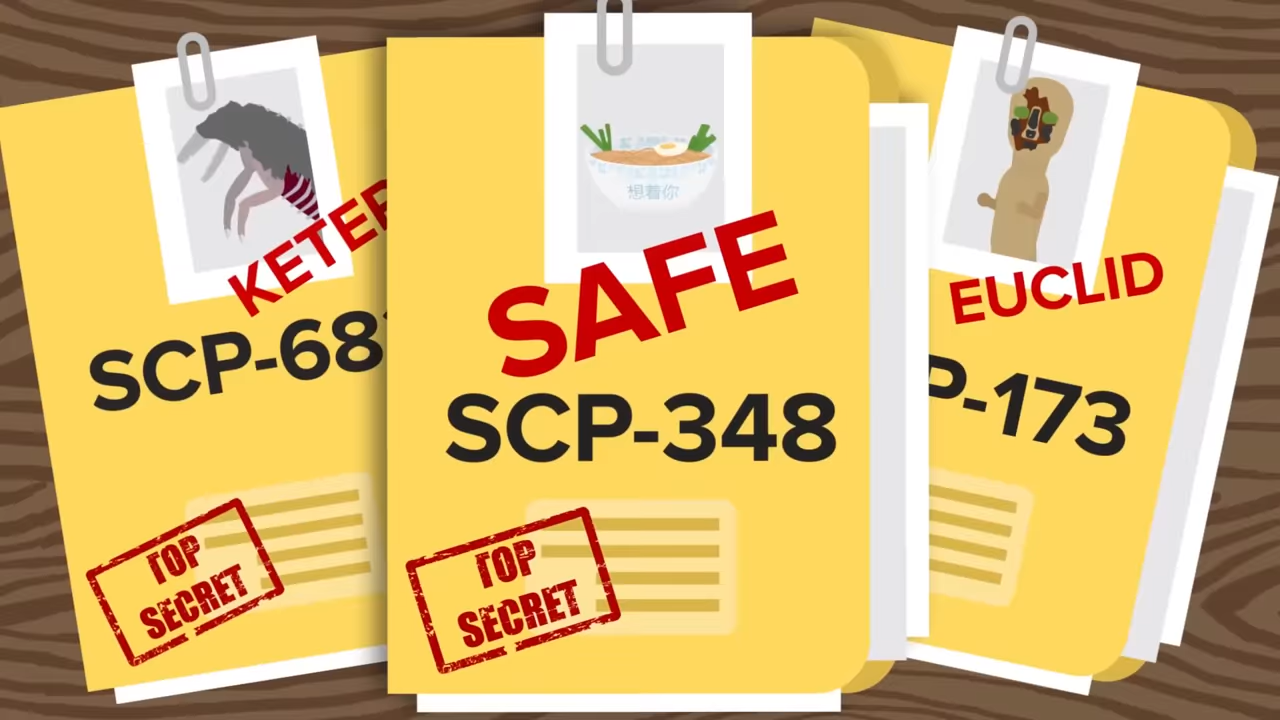 KETER
SCP-68
TOP
SECRET
想着你
SAFE
SCP-348
TOP
SECRET
EUCLID
P-173